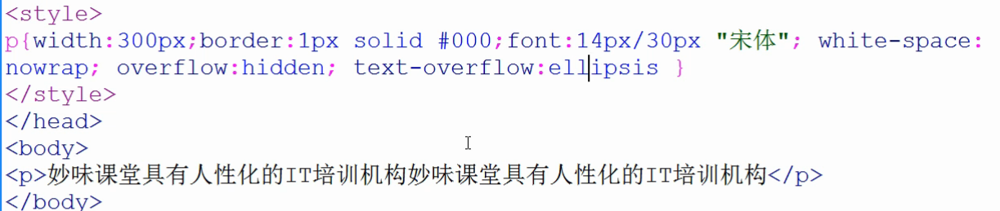 <style>
p{width:300px;border:1px solid #000;font:14px/30px "宋体"; white-space:
nowrap; overflow:hidden; text-overflow:ellipsis }
</style>
</head>
<body>
<p>妙味课堂具有人性化的IT培训机构妙味课堂具有人性化的IT培训机构</p>
</body>